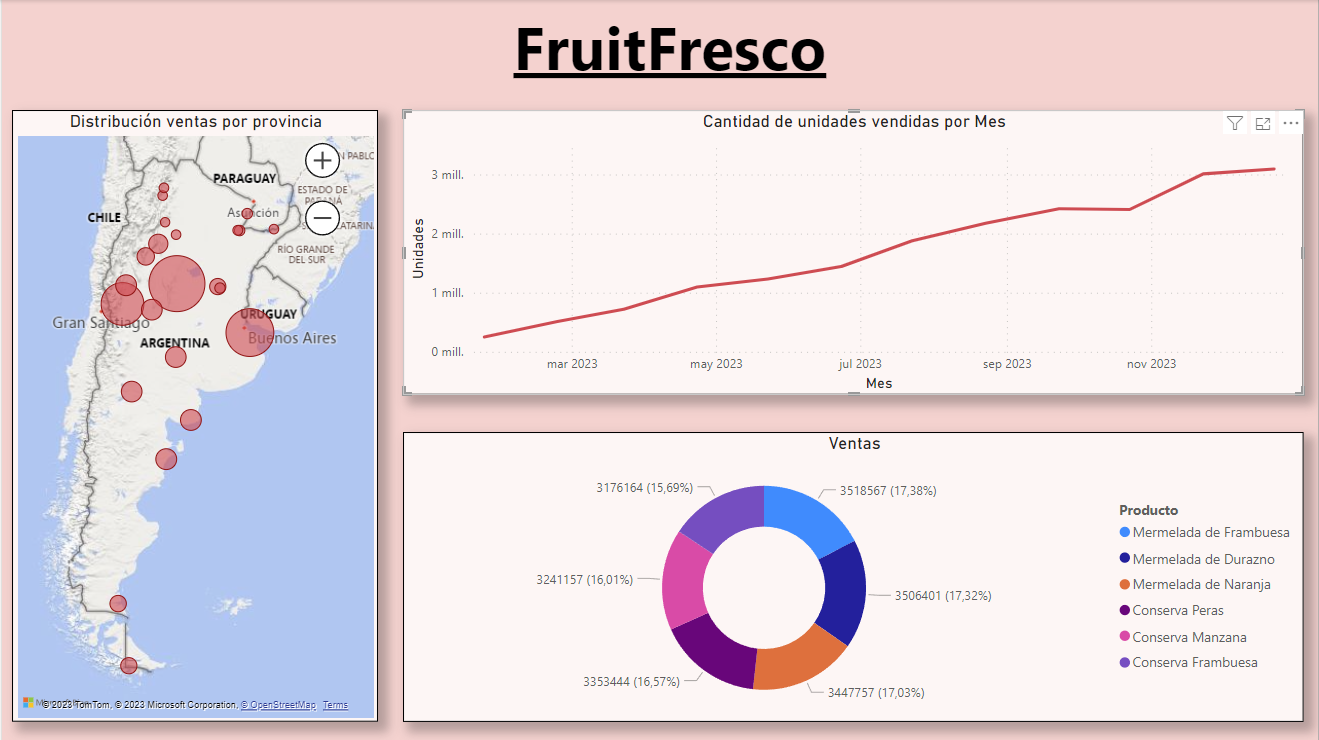 FruitFresco
Distribución ventas por provincia
N PABLO
PARAGUAY
ESTADO DE
PARANÁ
CHILE
Asunción
CATARIN
RÍO GRANDE
DEL SUR
URUGUAY
Gran Santiago
Buenos Aires
ARGENTINA
© 2023 TomTom, © 2023 Microsoft Corporation, © OpenStreetMap Terms
Cantidad de unidades vendidas por Mes
Unidades
3 mill.
2 mill.
1 mill.
0 mill.
mar 2023 may 2023 jul 2023 sep 2023 nov 2023
Mes
Ventas
3176164 (15,69%)
3518567 (17,38%)
3241157 (16,01%)
3506401 (17,32%)
3353444 (16,57%)
3447757 (17,03%)
Producto
Mermelada de Frambuesa
Mermelada de Durazno
Mermelada de Naranja
Conserva Peras
Conserva Manzana
Conserva Frambuesa